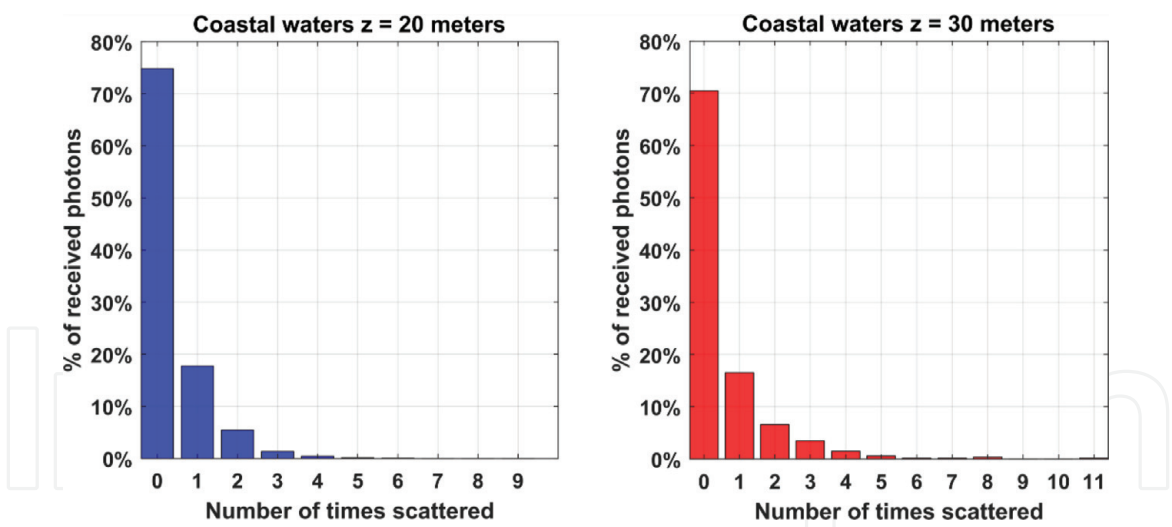 Coastal waters z = 20 meters
80%
70%
60%
50%
40%
30%
20%
10%
0%
% of received photons
0 1 2 3 4 5 6 7 8 9
Number of times scattered
Coastal waters z = 30 meters
80%
70%
60%
50%
40%
30%
20%
10%
0%
% of received photons
0 1 2 3 4 5 6 7 8 9 10 11
Number of times scattered